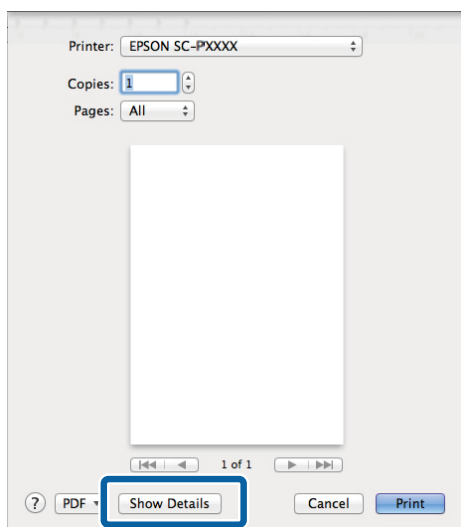 Printer: EPSON SC-PXXXX
Copies: 1
Pages: All
1 of 1
? PDF Show Details Cancel Print